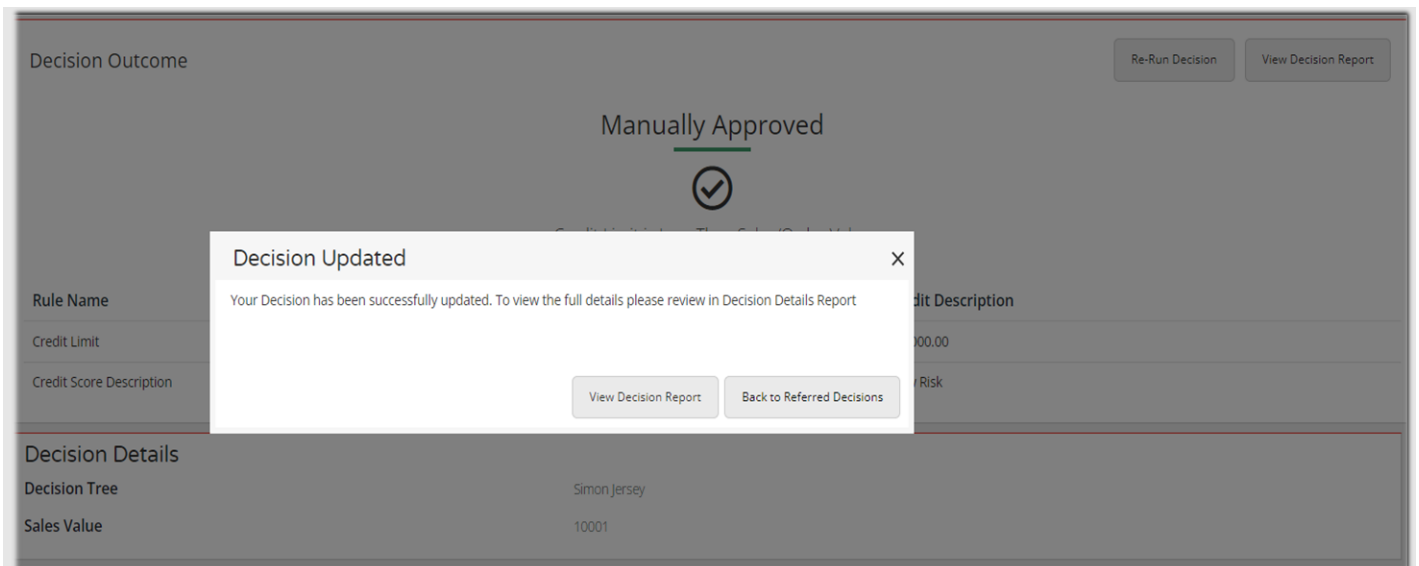 Decision Outcome
Re-Run Decision
View Decision Report
Manually Approved
Decision Updated
Your Decision has been successfully updated. To view the full details please review in Decision Details Report
View Decision Report
Back to Referred Decisions
Rule Name
dit Description
Credit Limit
000.00
Credit Score Description
Risk
Decision Details
Decision Tree
Simon Jersey
Sales Value
10001